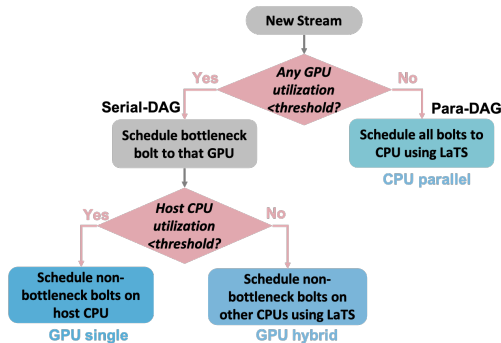 New Stream
Any GPU
utilization
<threshold?
Yes
No
Serial-DAG
Para-DAG
Schedule bottleneck
bolt to that GPU
Schedule all bolts to
CPU using LaTS
CPU parallel
Host CPU
utilization
<threshold?
Yes
No
Schedule non-
bottleneck bolts on
host CPU
Schedule non-
bottleneck bolts on
other CPUs using LaTS
GPU single
GPU hybrid